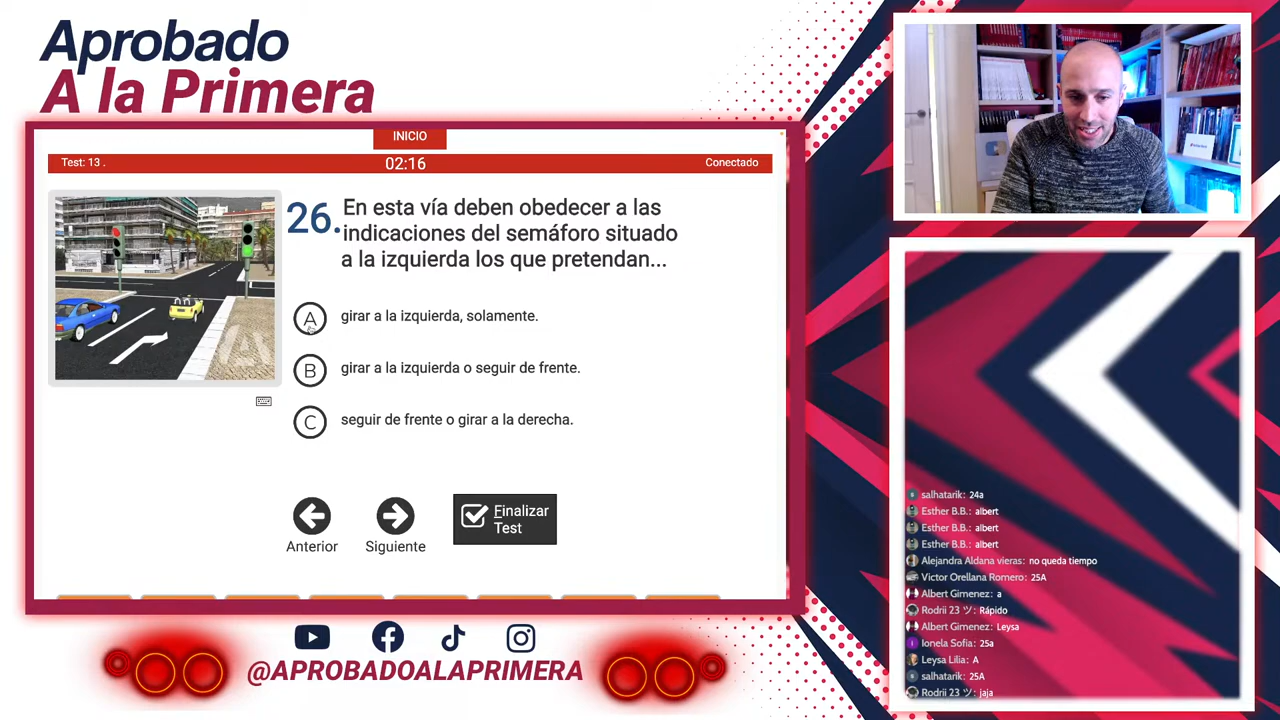 Aprobado
A la Primera
INICIO
Test: 13 .
02:16
Conectado
26.
En esta vía deben obedecer a las
indicaciones del semáforo situado
a la izquierda los que pretendan...
A
girar a la izquierda, solamente.
B
girar a la izquierda o seguir de frente.
C
seguir de frente o girar a la derecha.
Anterior
Siguiente
Finalizar
Test
@APROBADOALAPRIMERA
salhatarik: 24a
Esther B.B.: albert
Esther B.B.: albert
Esther B.B.: albert
Alejandra Aldana vieras: no queda tiempo
Victor Orellana Romero: 25A
Albert Gimenez: a
Rodrii 23 ツ: Rápido
Albert Gimenez: Leysa
Ionela Sofia: 25a
Leysa Lilia: A
salhatarik: 25A
Rodrii 23 ツ: jaja